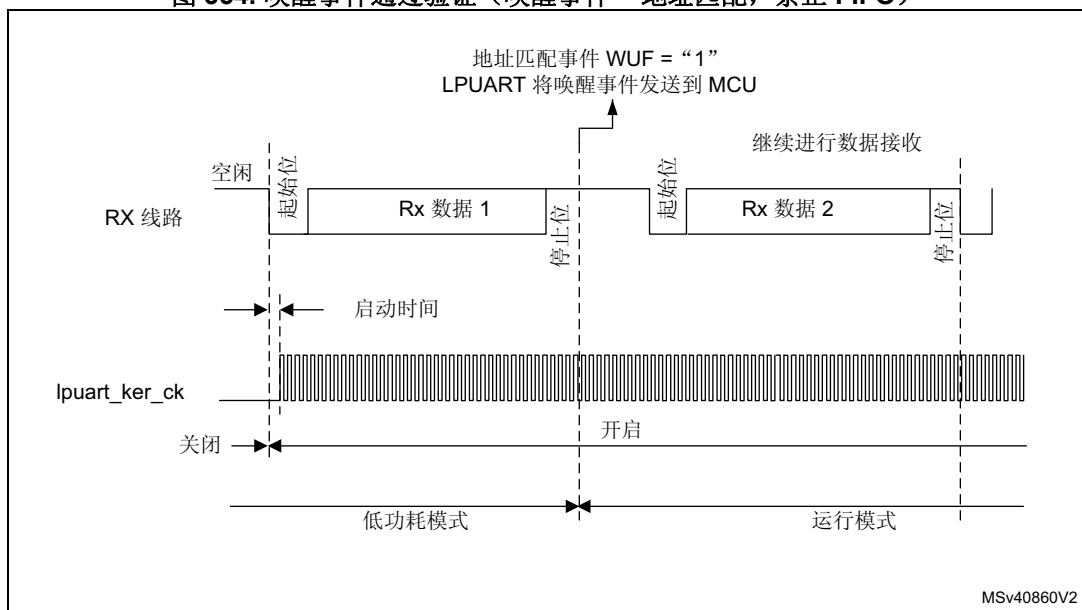 地址匹配事件 WUF = “1”
LPUART 将唤醒事件发送到 MCU
继续进行数据接收
空闲
起始位
起始位
RX 线路
Rx 数据 1
停止位
Rx 数据 2
停止位
启动时间
lpuart_ker_ck
开启
关闭
低功耗模式
运行模式
MSv40860V2